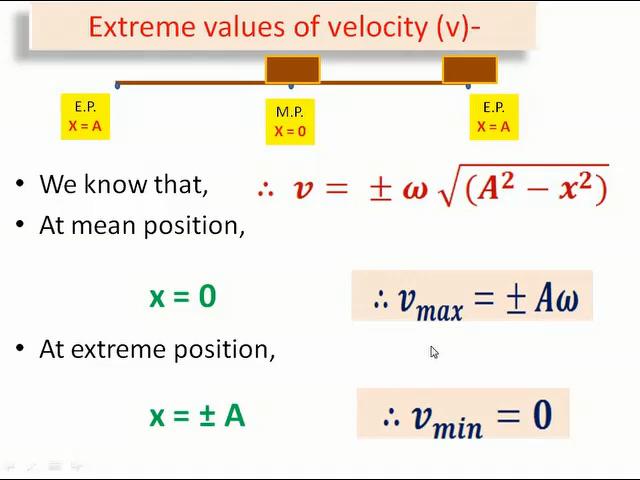 Extreme values of velocity (v)-
E.P.
X = A
M.P.
X = 0
E.P.
X = A
• We know that, ∴ v = ± ω √(A² − x²)
• At mean position,
x = 0 ∴ vmax = ± Aω
• At extreme position,
x = ± A ∴ vmin = 0